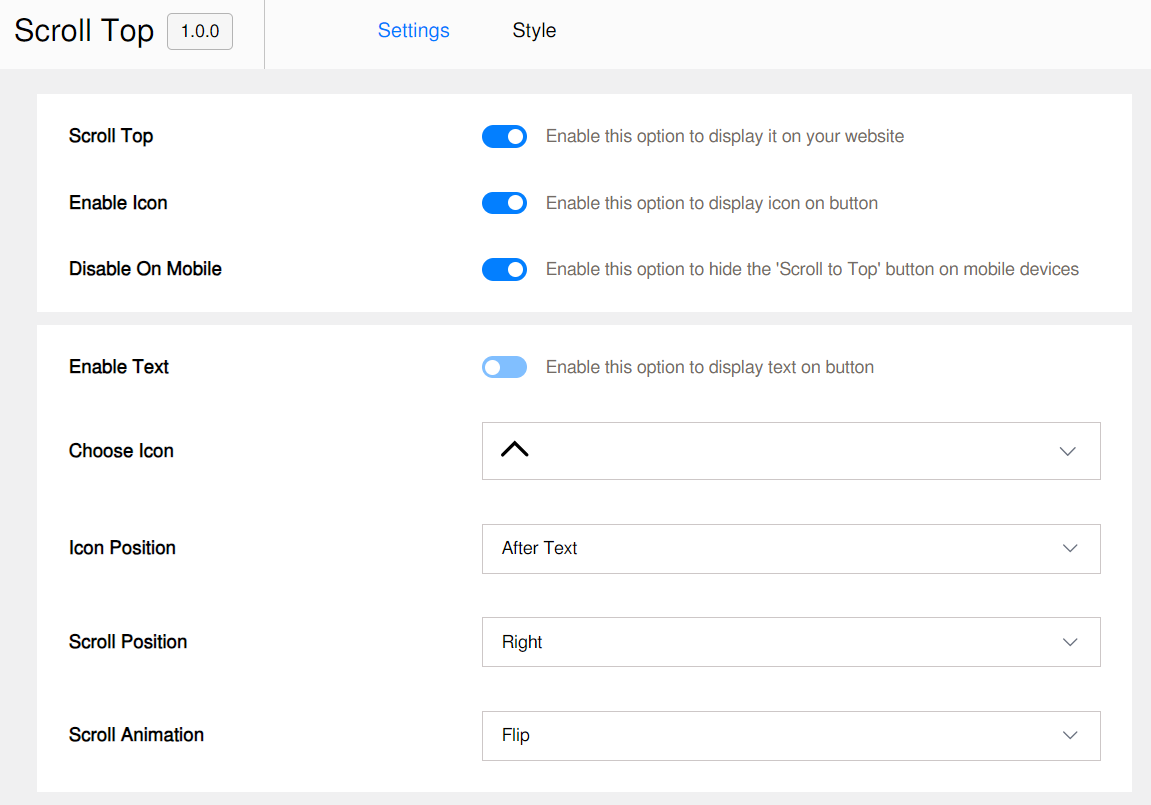 Scroll Top 1.0.0 Settings Style
Scroll Top Enable this option to display it on your website
Enable Icon Enable this option to display icon on button
Disable On Mobile Enable this option to hide the 'Scroll to Top' button on mobile devices
Enable Text Enable this option to display text on button
Choose Icon
Icon Position After Text
Scroll Position Right
Scroll Animation Flip